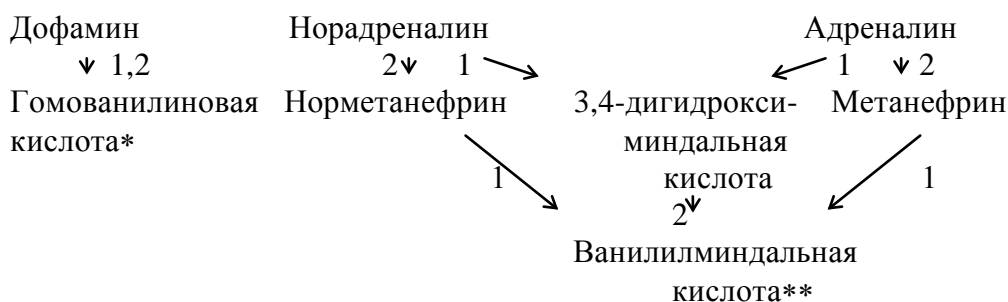 Дофамин Норадреналин Адреналин
1,2 2 1 1 2
Гомованилиновая Норметанефрин 3,4-дигидрокси- Метанефрин
кислота* миндальная
1 кислота 1
2
Ванилилминдальная
кислота**